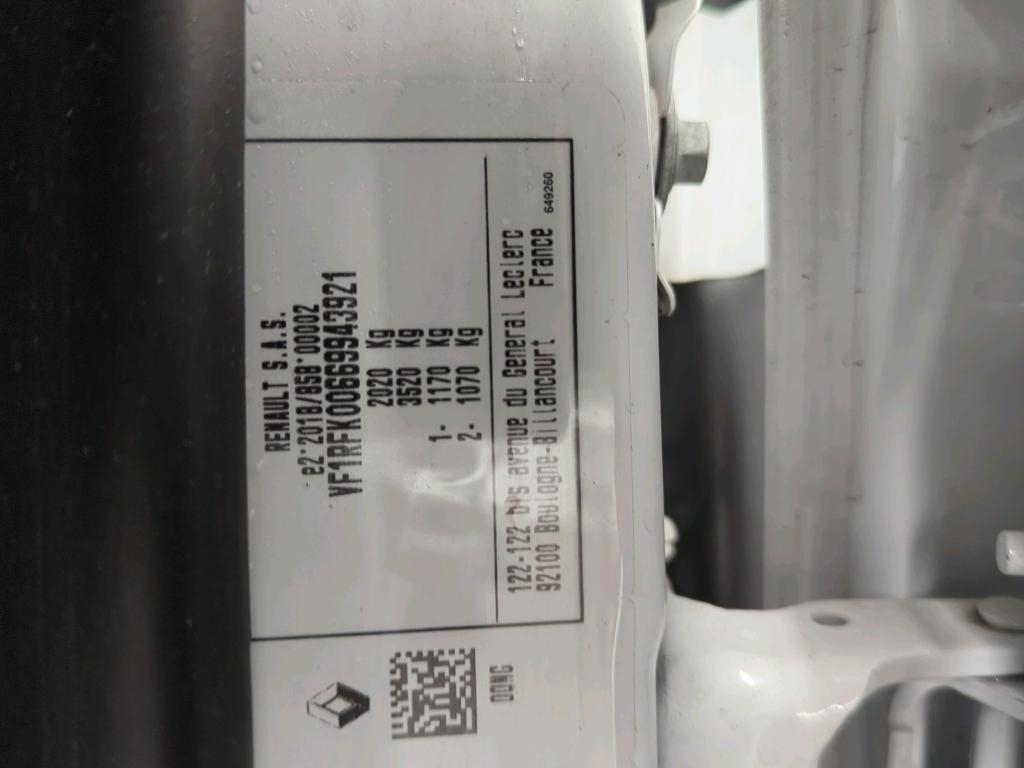 RENAULT S.A.S.
e2*2018/858*00002
VF1RFK00669943921
2020 Kg
3520 Kg
1- 1170 Kg
2- 1070 Kg
122-122 bis avenue du General Leclerc
92100 Boulogne-Billancourt France
649260
DQNG